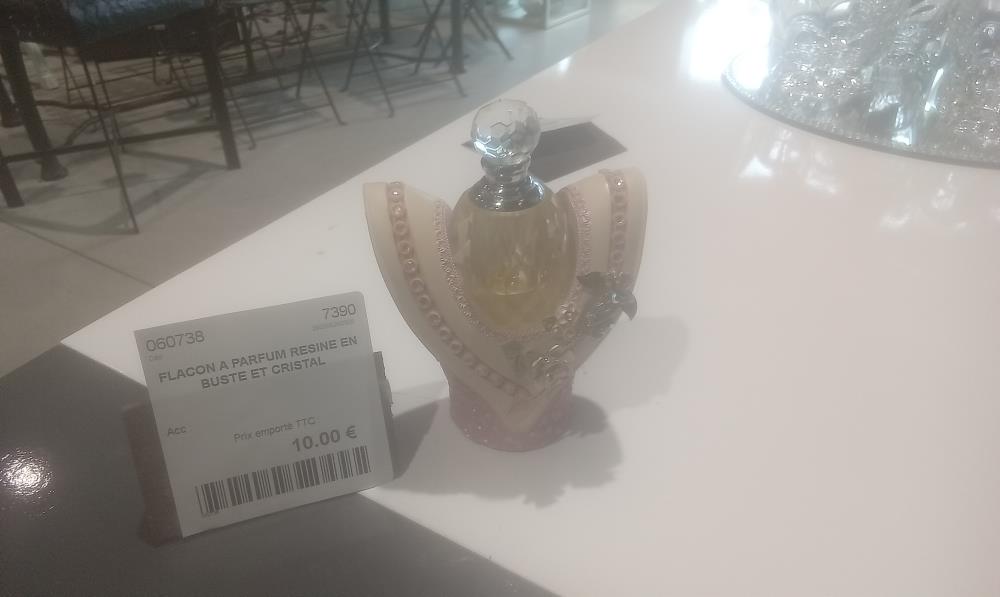 060738
7390
FLACON A PARFUM RESINE EN
BUSTE ET CRISTAL
Acc
Prix emporté TTC
10.00 €